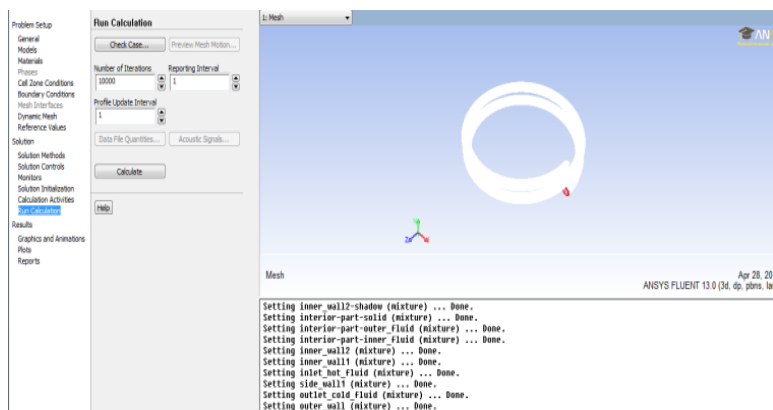 Problem Setup
General
Models
Materials
Phases
Cell Zone Conditions
Boundary Conditions
Mesh Interfaces
Dynamic Mesh
Reference Values
Solution
Solution Methods
Solution Controls
Monitors
Solution Initialization
Calculation Activities
Run Calculation
Results
Graphics and Animations
Plots
Reports
Run Calculation
Check Case...
Preview Mesh Motion...
Number of Iterations
Reporting Interval
10000
1
Profile Update Interval
1
Data File Quantities...
Acoustic Signals...
Calculate
Help
1: Mesh
AN
Mesh
Apr 28, 20
ANSYS FLUENT 13.0 (3d, dp, pbns, la
Setting inner_wall2-shadow (mixture) ... Done.
Setting interior-part-solid (mixture) ... Done.
Setting interior-part-outer_fluid (mixture) ... Done.
Setting interior-part-inner_fluid (mixture) ... Done.
Setting inner_wall2 (mixture) ... Done.
Setting inner_wall1 (mixture) ... Done.
Setting inlet_hot_fluid (mixture) ... Done.
Setting side_wall1 (mixture) ... Done.
Setting outlet_cold_fluid (mixture) ... Done.
Setting outer_wall (mixture) ... Done.